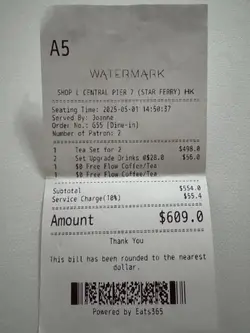 A5
WATERMARK
SHOP L CENTRAL PIER 7 (STAR FERRY) HK
Seating Time: 2025-05-01 14:50:37
Served By: Joanne
Order No.: G55 (Dine-in)
Number of Patron: 2
1 Tea Set for 2 $498.0
2 Set Upgrade Drinks @$28.0 $56.0
1 $0 Free Flow Coffee/Tea
1 $0 Free Flow Coffee/Tea
Subtotal $554.0
Service Charge(10%) $55.4
Amount $609.0
Thank You
This bill has been rounded to the nearest
dollar.
Powered by Eats365